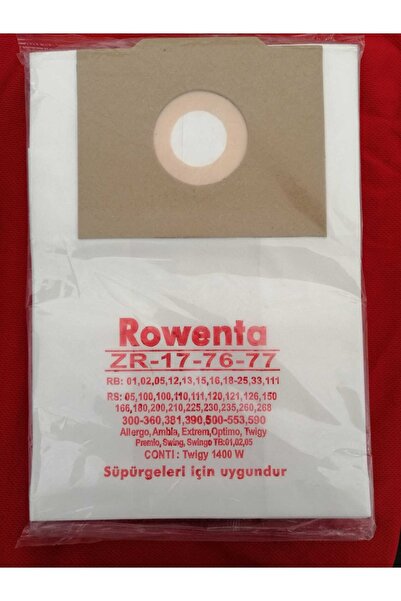 Rowenta
ZR-17-76-77
RB: 01,02,05,12,13,15,16,18-25,33,111
RS: 05,100,100,110,111,120,121,126,150
166,180,200,210,225,230,235,260,268
300-360,381,390,500-553,590
Allergo, Ambia, Extrem,Optimo, Twigy
Premio, Swing, Swingo TB:01,02,05
CONTI : Twigy 1400 W
Süpürgeleri için uygundur